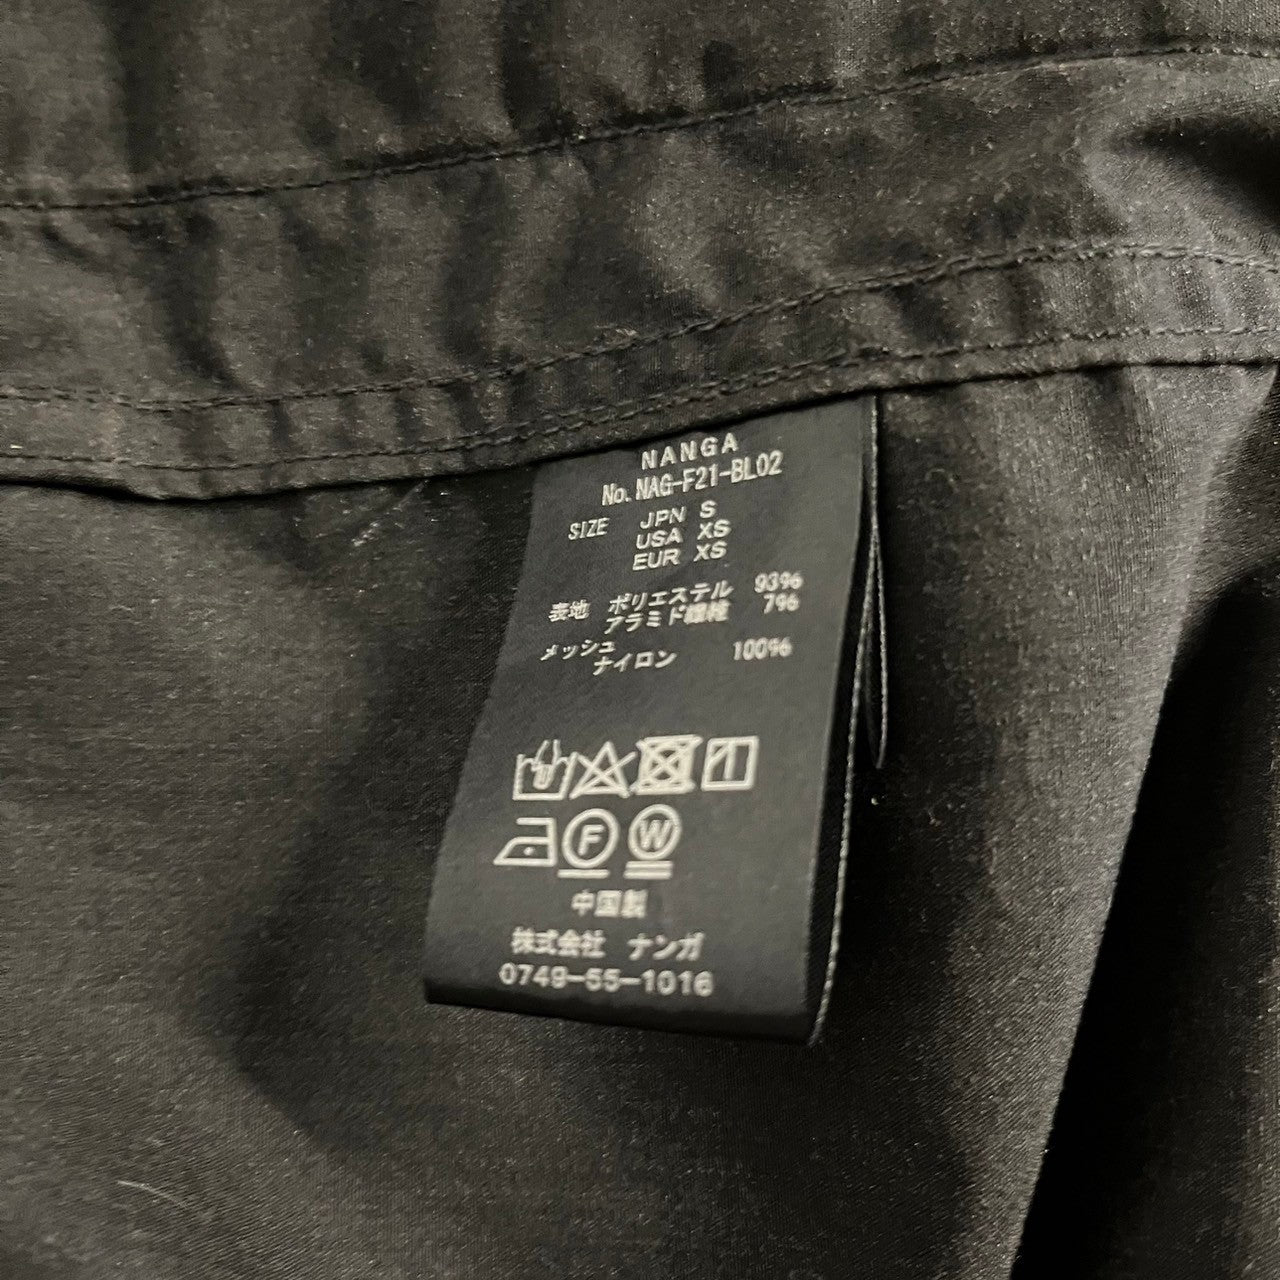 NANGA
No. NAG-F21-BL02
SIZE JPN S
USA XS
EUR XS
表地 ポリエステル 93%
アラミド繊維 7%
メッシュ
ナイロン 100%
F W
中国製
株式会社 ナンガ
0749-55-1016